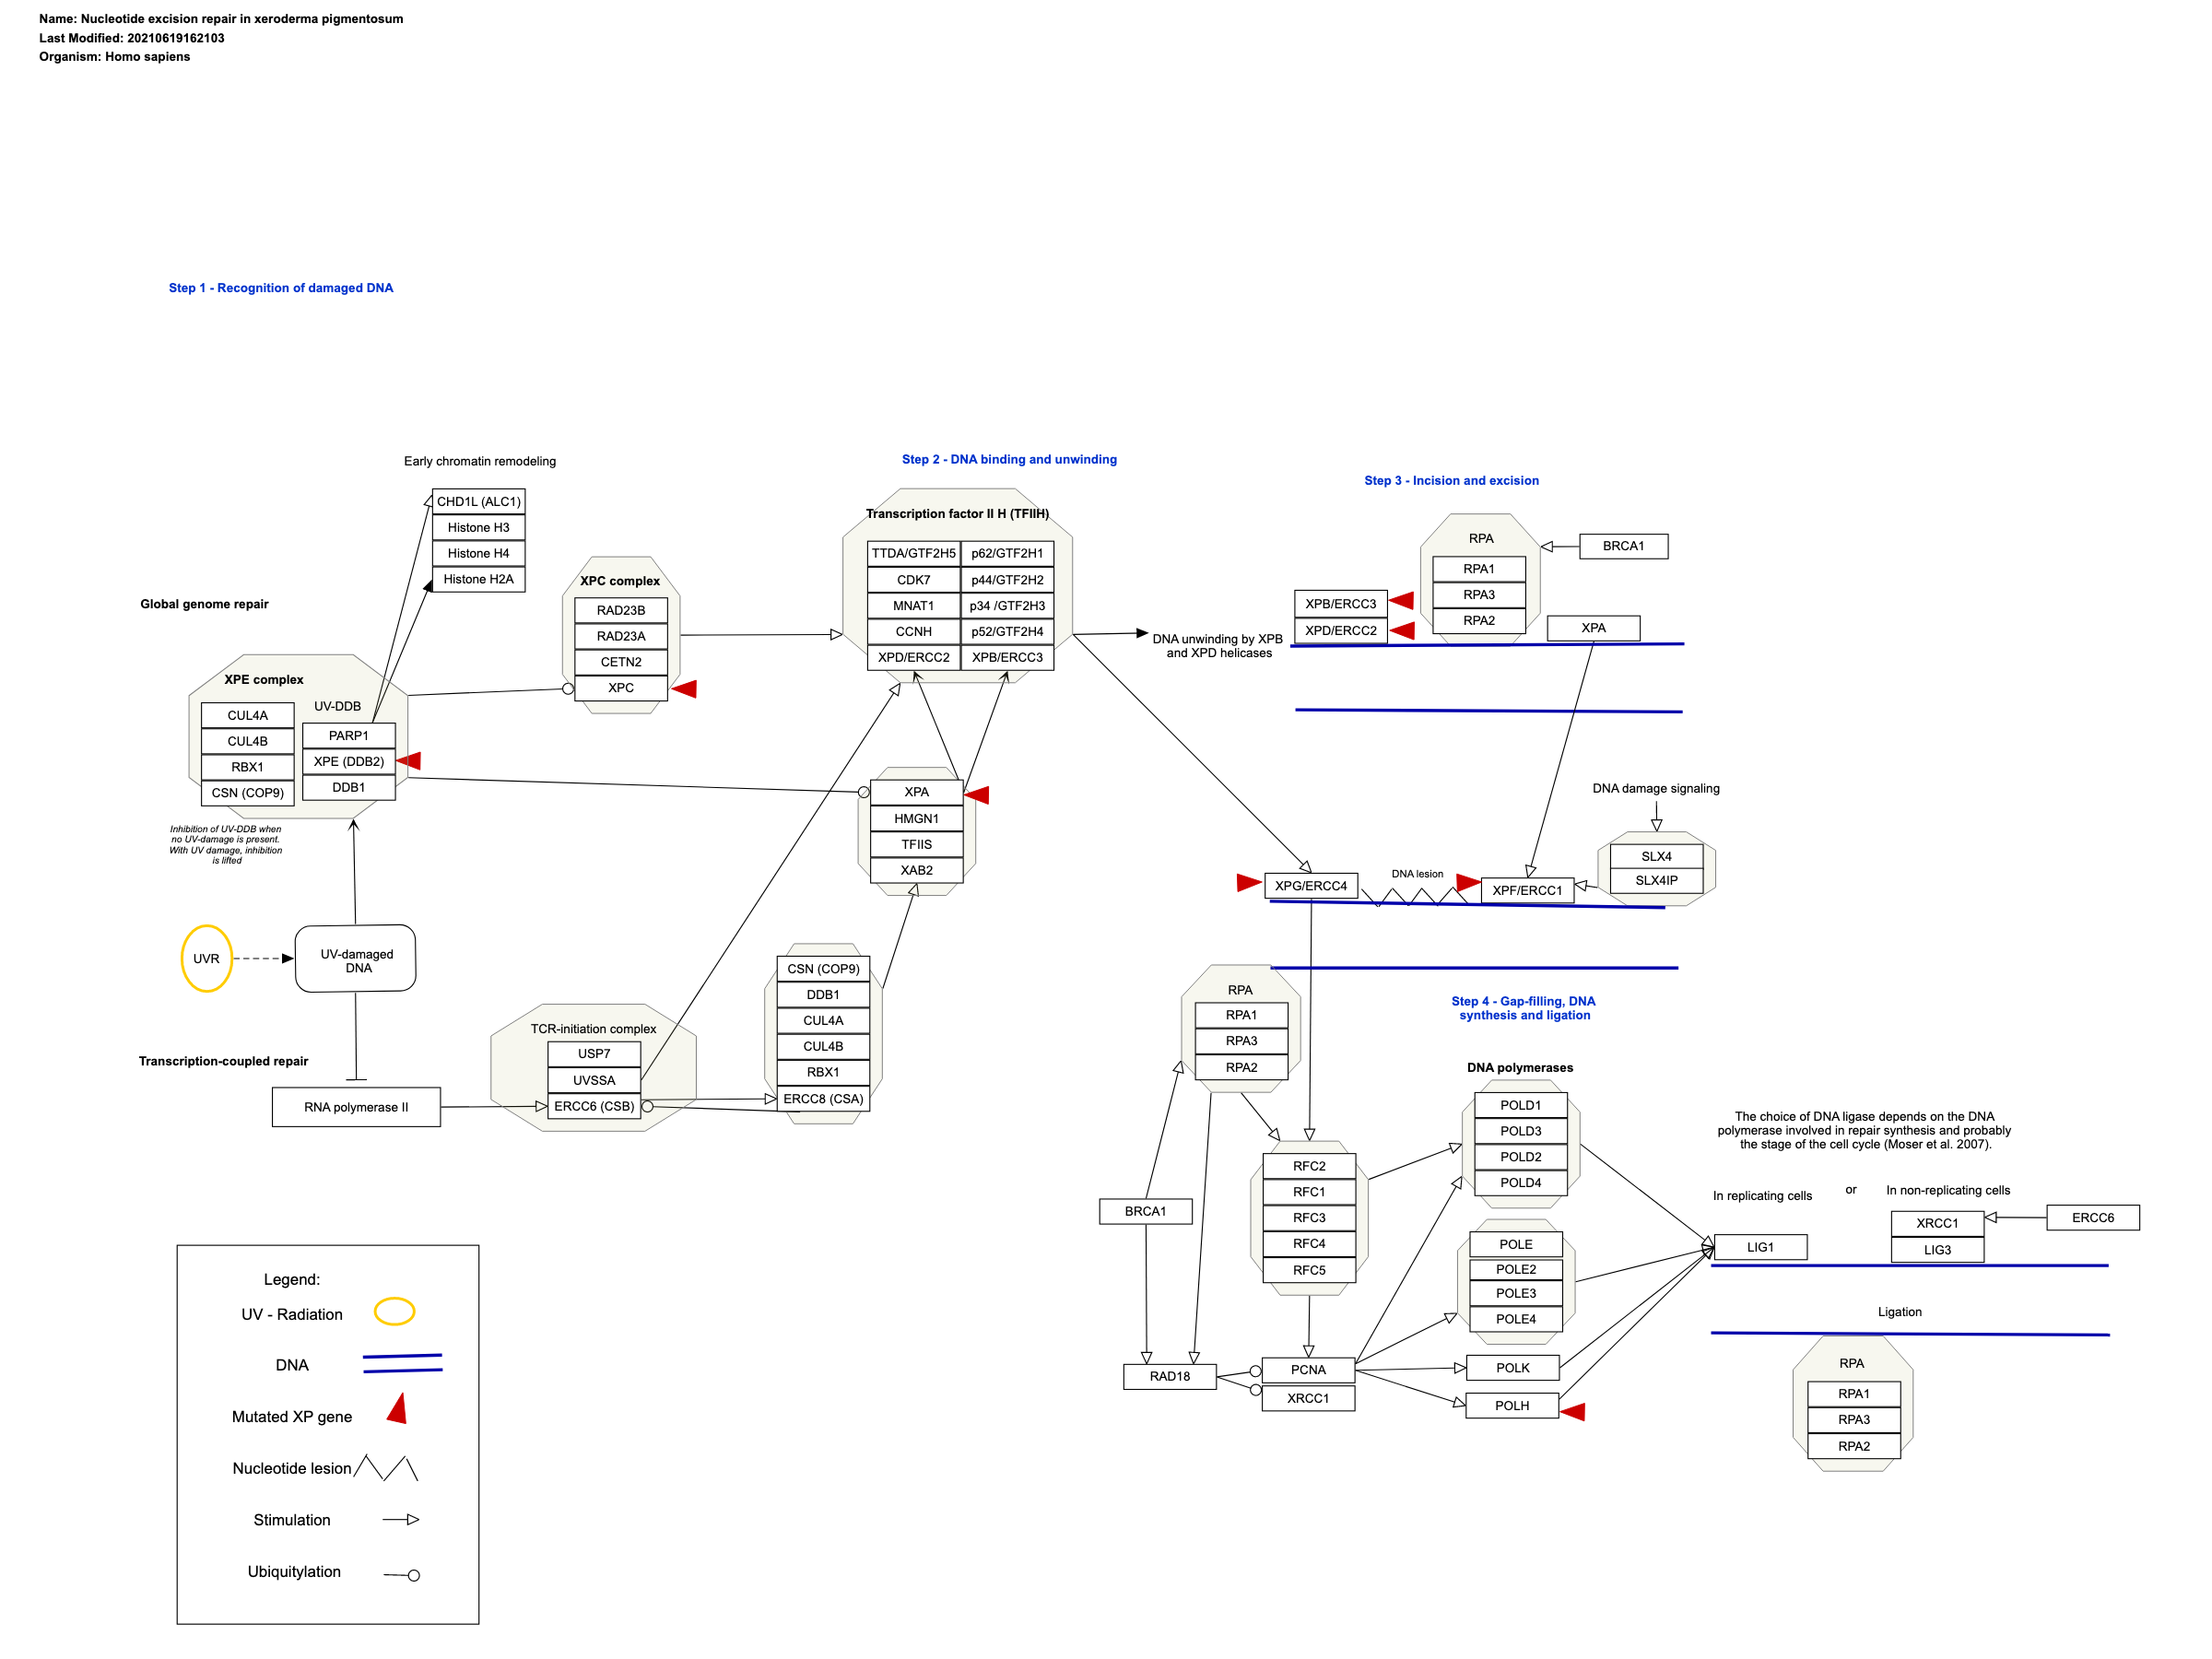 Name: Nucleotide excision repair in xeroderma pigmentosum
Last Modified: 20210619162103
Organism: Homo sapiens
Step 1 - Recognition of damaged DNA
Early chromatin remodeling
CHD1L (ALC1)
Histone H3
Histone H4
Histone H2A
Global genome repair
XPE complex
UV-DDB
CUL4A
CUL4B
RBX1
CSN (COP9)
PARP1
XPE (DDB2)
DDB1
Inhibition of UV-DDB when
no UV-damage is present.
With UV damage, inhibition
is lifted
UVR
UV-damaged
DNA
Transcription-coupled repair
RNA polymerase II
XPC complex
RAD23B
RAD23A
CETN2
XPC
TCR-initiation complex
USP7
UVSSA
ERCC6 (CSB)
CSN (COP9)
DDB1
CUL4A
CUL4B
RBX1
ERCC8 (CSA)
Step 2 - DNA binding and unwinding
Transcription factor II H (TFIIH)
TTDA/GTF2H5
CDK7
MNAT1
CCNH
XPD/ERCC2
p62/GTF2H1
p44/GTF2H2
p34 /GTF2H3
p52/GTF2H4
XPB/ERCC3
XPA
HMGN1
TFIIS
XAB2
DNA unwinding by XPB
and XPD helicases
Step 3 - Incision and excision
RPA
RPA1
RPA3
RPA2
BRCA1
XPB/ERCC3
XPD/ERCC2
XPA
DNA damage signaling
SLX4
SLX4IP
XPG/ERCC4
DNA lesion
XPF/ERCC1
Step 4 - Gap-filling, DNA
synthesis and ligation
RPA
RPA1
RPA3
RPA2
BRCA1
RAD18
RFC2
RFC1
RFC3
RFC4
RFC5
PCNA
XRCC1
DNA polymerases
POLD1
POLD3
POLD2
POLD4
POLE
POLE2
POLE3
POLE4
POLK
POLH
The choice of DNA ligase depends on the DNA
polymerase involved in repair synthesis and probably
the stage of the cell cycle (Moser et al. 2007).
In replicating cells
or
In non-replicating cells
LIG1
XRCC1
LIG3
ERCC6
Ligation
RPA
RPA1
RPA3
RPA2
Legend:
UV - Radiation
DNA
Mutated XP gene
Nucleotide lesion
Stimulation
Ubiquitylation